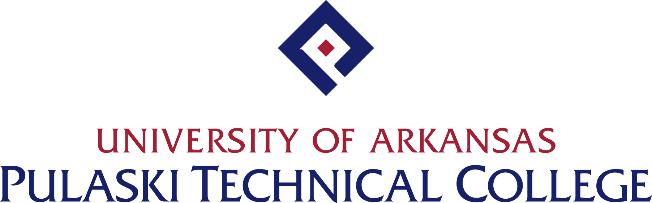 UNIVERSITY OF ARKANSAS
PULASKI TECHNICAL COLLEGE